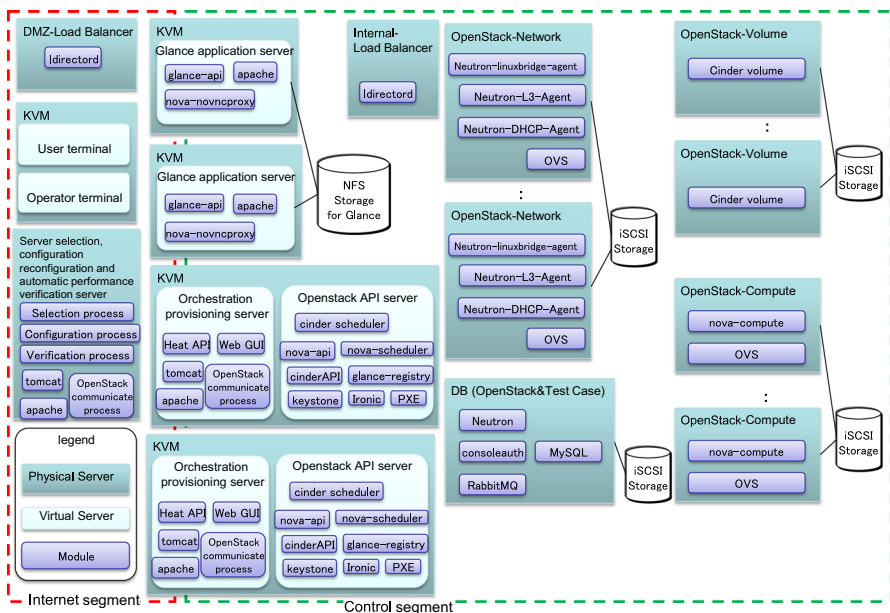 DMZ-Load Balancer
ldirectord
KVM
User terminal
Operator terminal
Server selection,
configuration
reconfiguration and
automatic performance
verification server
Selection process
Configuration process
Verification process
tomcat
apache
OpenStack
communicate
process
legend
Physical Server
Virtual Server
Module
Internet segment
KVM
Glance application server
glance-api
apache
nova-novncproxy
KVM
Glance application server
glance-api
apache
nova-novncproxy
NFS
Storage
for Glance
KVM
Orchestration
provisioning server
Heat API
Web GUI
tomcat
apache
OpenStack
communicate
process
Openstack API server
cinder scheduler
nova-api
nova-scheduler
cinderAPI
glance-registry
keystone
Ironic
PXE
KVM
Orchestration
provisioning server
Heat API
Web GUI
tomcat
apache
OpenStack
communicate
process
Openstack API server
cinder scheduler
nova-api
nova-scheduler
cinderAPI
glance-registry
keystone
Ironic
PXE
Control segment
Internal-
Load Balancer
ldirectord
OpenStack-Network
Neutron-linuxbridge-agent
Neutron-L3-Agent
Neutron-DHCP-Agent
OVS
:
OpenStack-Network
Neutron-linuxbridge-agent
Neutron-L3-Agent
Neutron-DHCP-Agent
OVS
iSCSI
Storage
DB (OpenStack&Test Case)
Neutron
consoleauth
MySQL
RabbitMQ
iSCSI
Storage
OpenStack-Volume
Cinder volume
:
OpenStack-Volume
Cinder volume
iSCSI
Storage
OpenStack-Compute
nova-compute
OVS
:
OpenStack-Compute
nova-compute
OVS
iSCSI
Storage